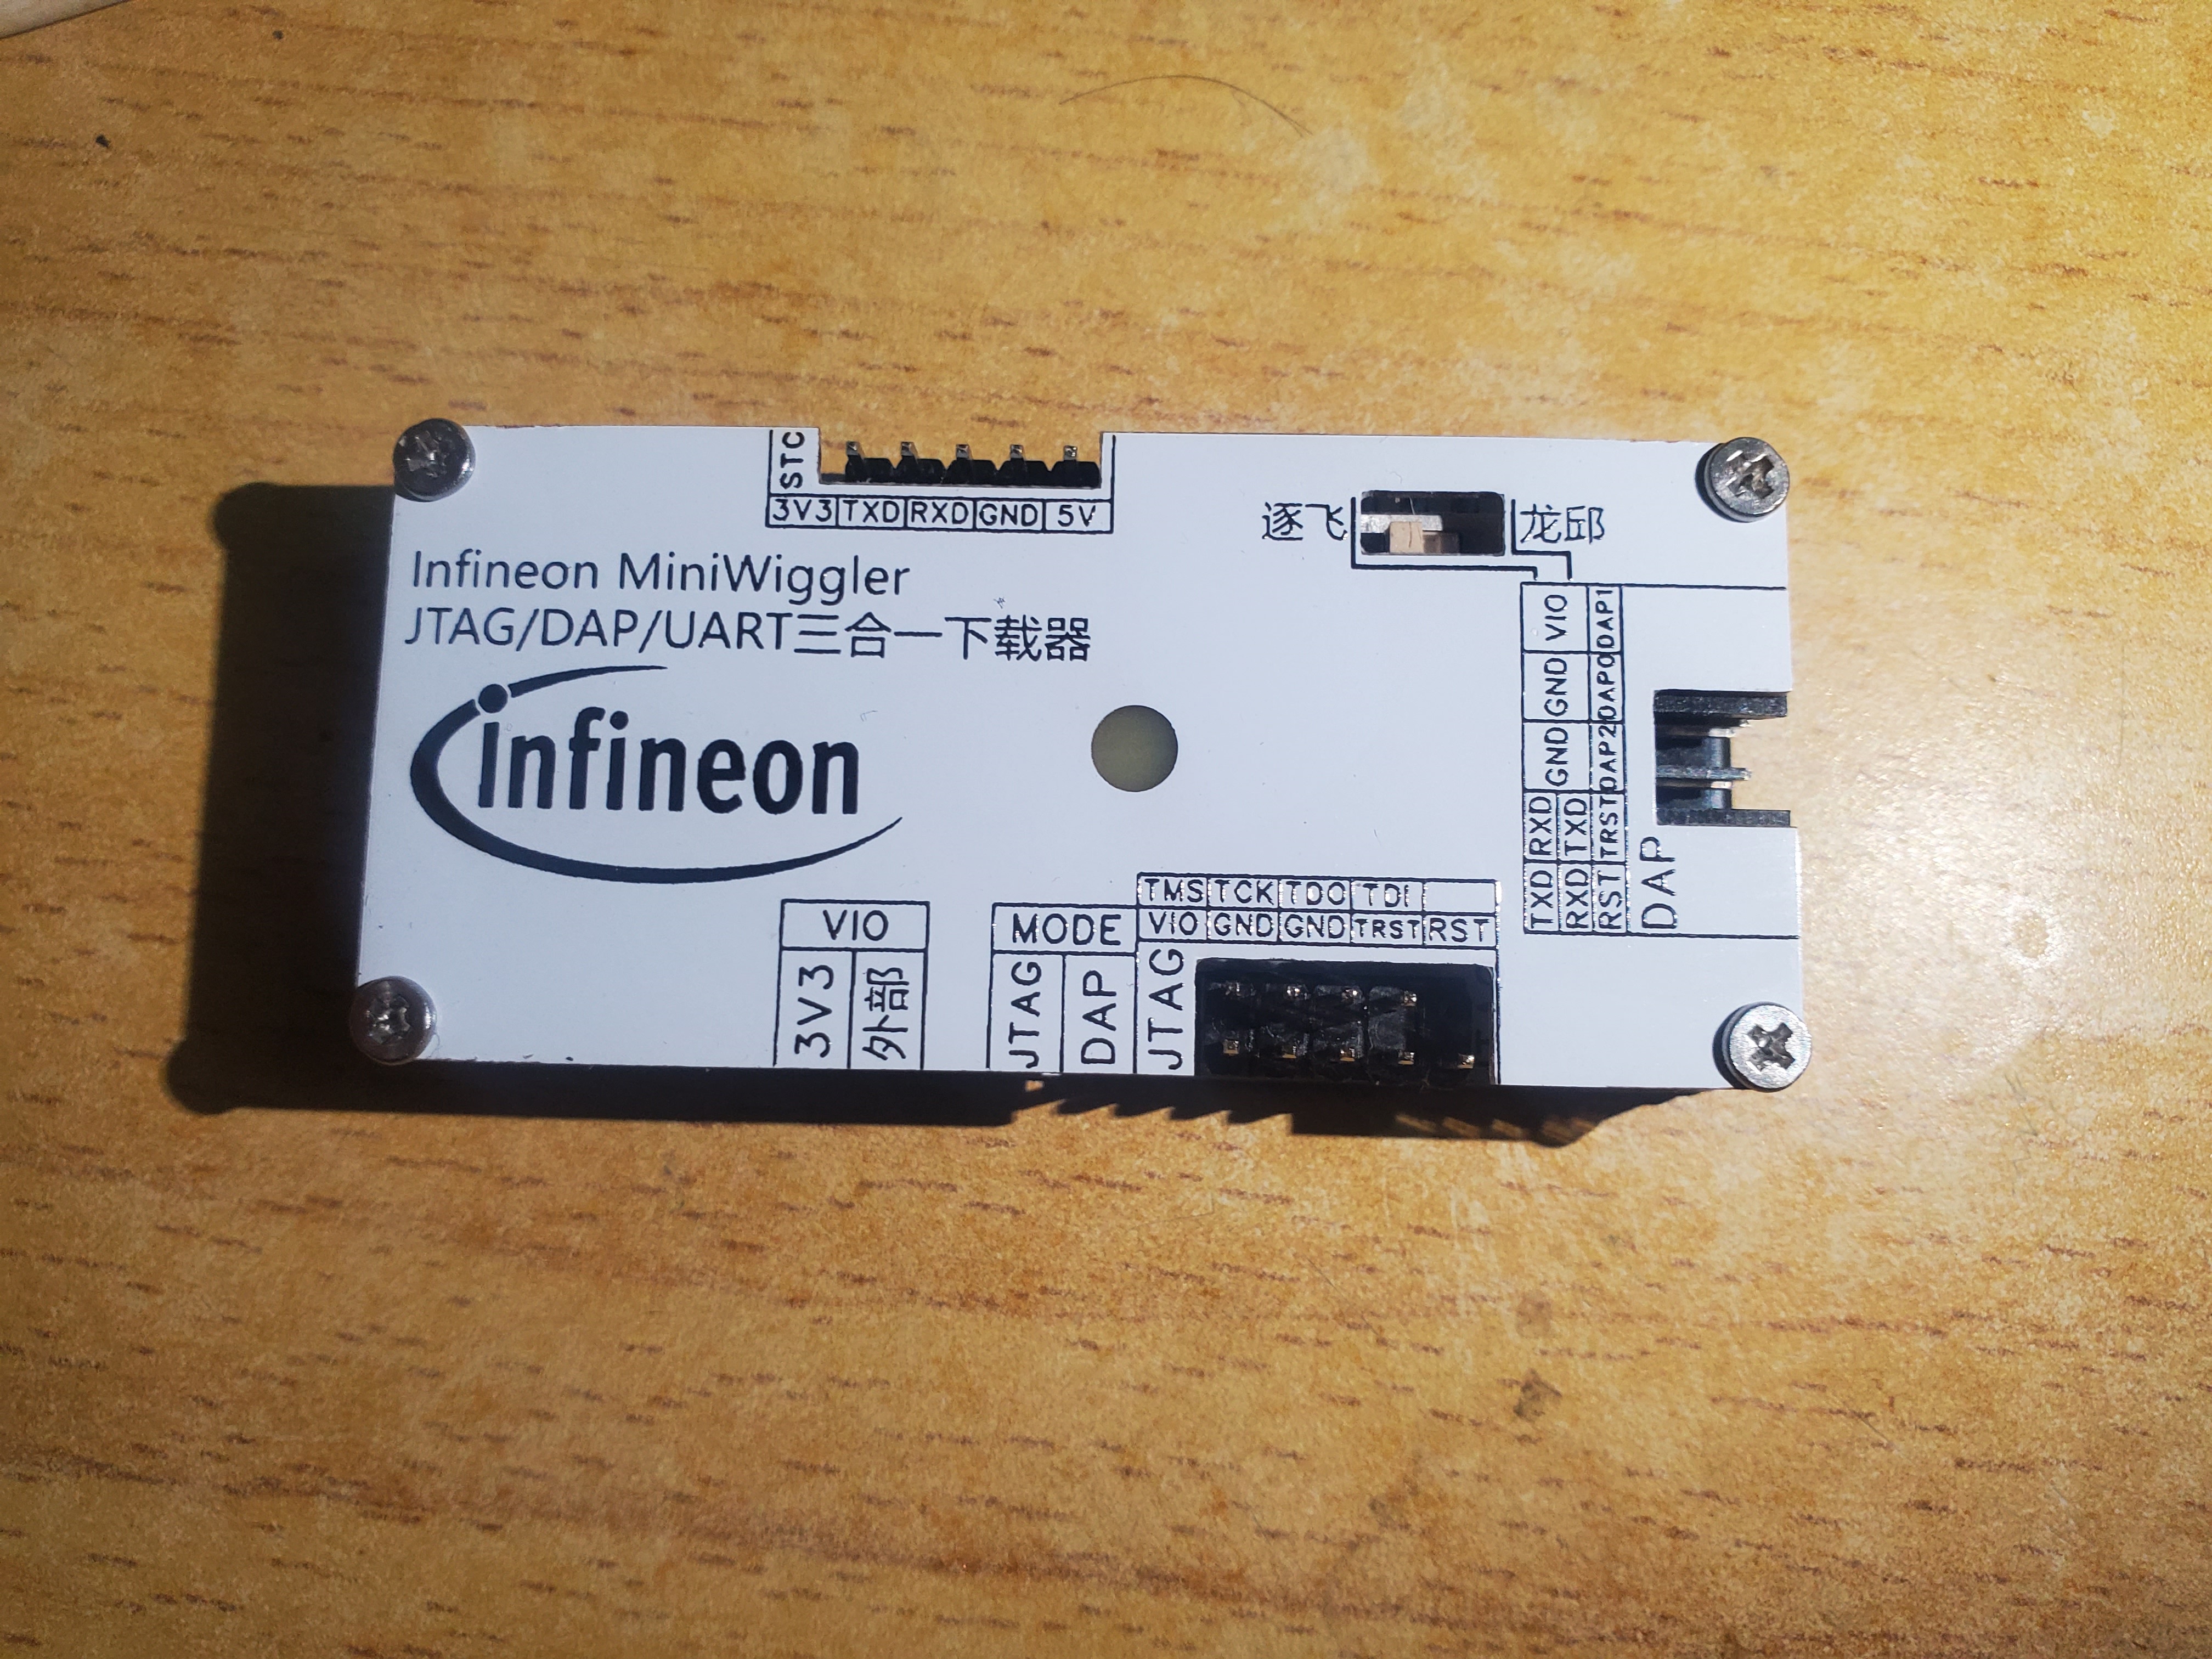 STC
3V3 TXD RXD GND 5V
逐飞 龙邱
Infineon MiniWiggler
JTAG/DAP/UART三合一下载器
infineon
TXD RXD GND GND VIO
RXD TXD
RST TRST DAP2 DAP0 DAP1
DAP
VIO
3V3 外部
MODE
JTAG DAP
TMS TCK TDO TDI
VIO GND GND TRST RST
JTAG